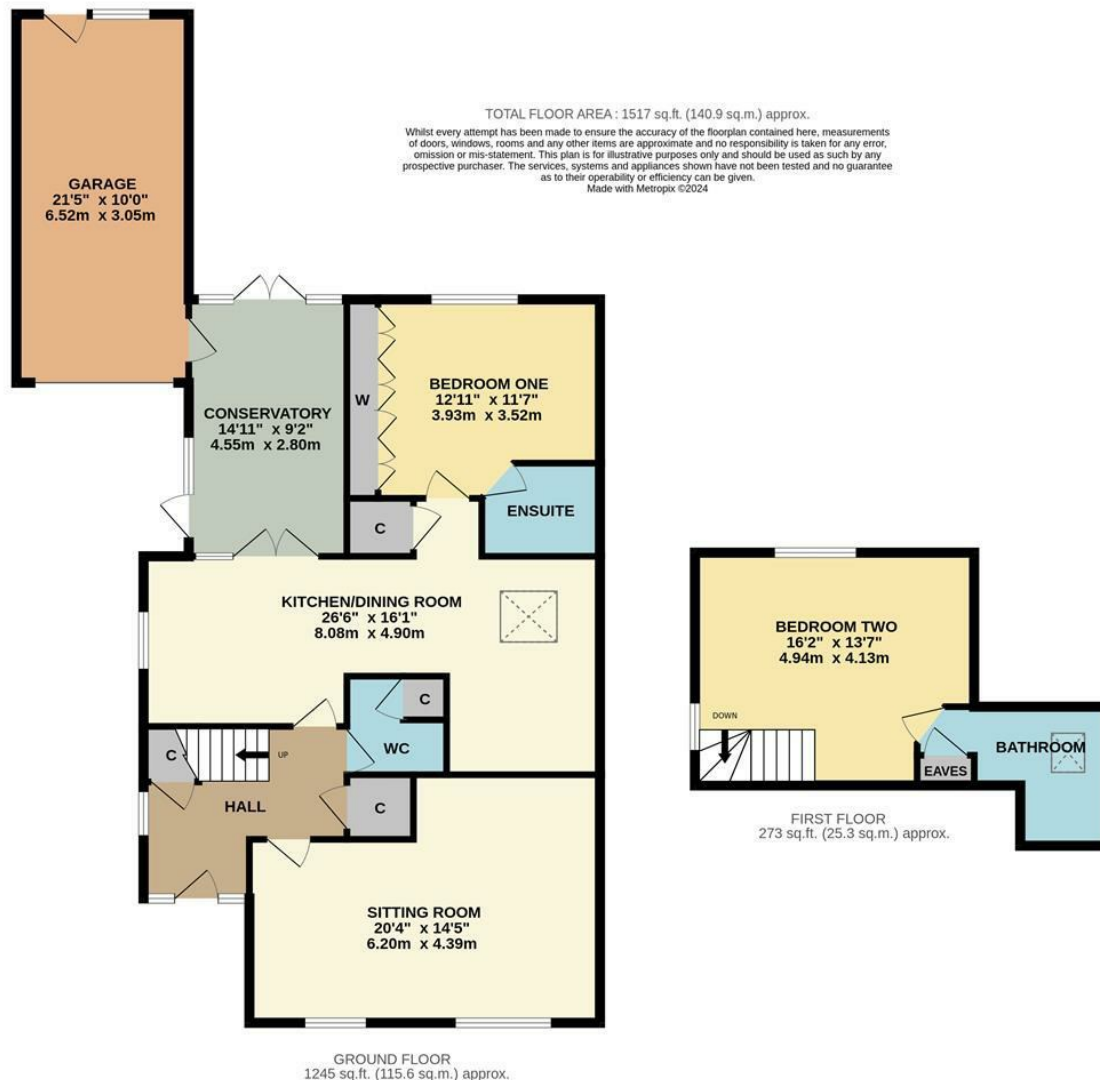 TOTAL FLOOR AREA : 1517 sq.ft. (140.9 sq.m.) approx.
Whilst every attempt has been made to ensure the accuracy of the floorplan contained here, measurements
of doors, windows, rooms and any other items are approximate and no responsibility is taken for any error,
omission or mis-statement. This plan is for illustrative purposes only and should be used as such by any
prospective purchaser. The services, systems and appliances shown have not been tested and no guarantee
as to their operability or efficiency can be given.
Made with Metropix ©2024
GARAGE
21'5" x 10'0"
6.52m x 3.05m
CONSERVATORY
14'11" x 9'2"
4.55m x 2.80m
W
BEDROOM ONE
12'11" x 11'7"
3.93m x 3.52m
ENSUITE
C
KITCHEN/DINING ROOM
26'6" x 16'1"
8.08m x 4.90m
C
WC
C
UP
HALL
C
SITTING ROOM
20'4" x 14'5"
6.20m x 4.39m
GROUND FLOOR
1245 sq.ft. (115.6 sq.m.) approx.
BEDROOM TWO
16'2" x 13'7"
4.94m x 4.13m
DOWN
BATHROOM
EAVES
FIRST FLOOR
273 sq.ft. (25.3 sq.m.) approx.